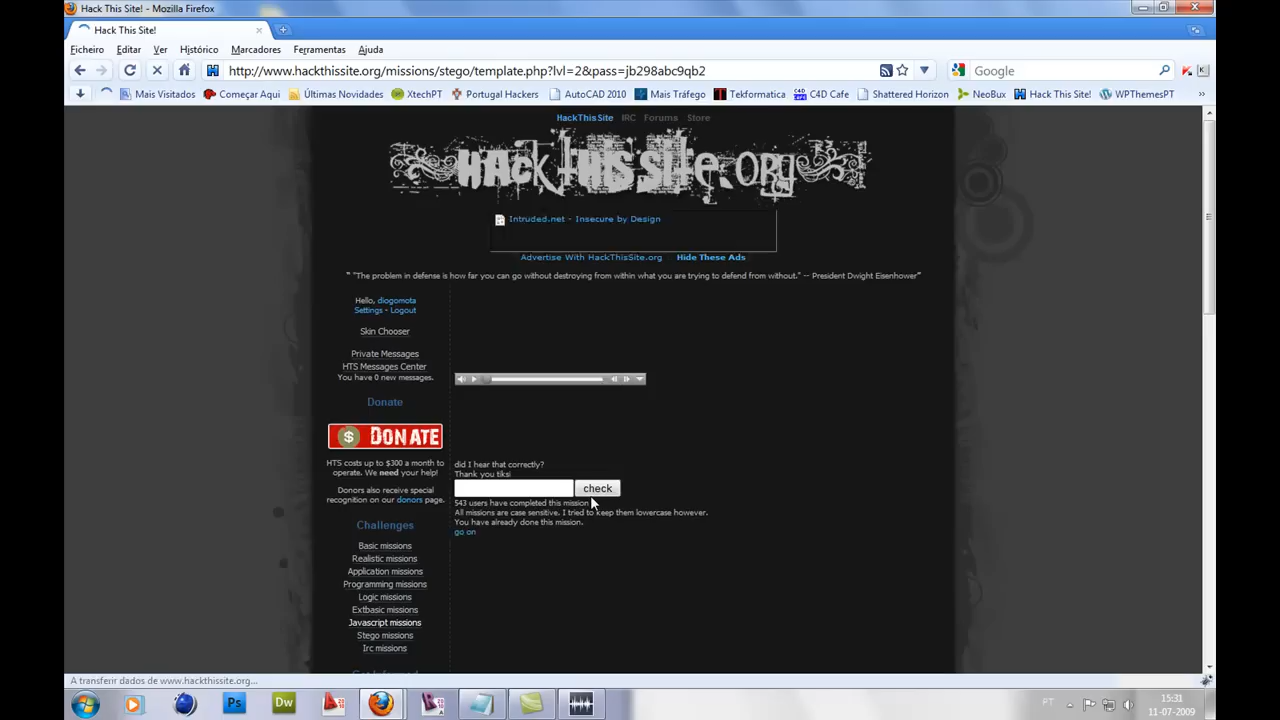 Hack This Site! - Mozilla Firefox
Hack This Site!
Ficheiro Editar Ver Histórico Marcadores Ferramentas Ajuda
http://www.hackthissite.org/missions/stego/template.php?lvl=2&pass=jb298abc9qb2
Google
Mais Visitados Começar Aqui Últimas Novidades XtechPT Portugal Hackers AutoCAD 2010 Mais Tráfego Tekformatica C4D Cafe Shattered Horizon NeoBux Hack This Site! WPThemesPT »
HackThisSite IRC Forums Store
HAcK THIS SITE.ORG
Intruded.net - Insecure by Design
Advertise With HackThisSite.org Hide These Ads
" "The problem in defense is how far you can go without destroying from within what you are trying to defend from without." -- President Dwight Eisenhower"
Hello, diogomota
Settings - Logout
Skin Chooser
Private Messages
HTS Messages Center
You have 0 new messages.
Donate
$ DONATE
HTS costs up to $300 a month to
operate. We need your help!
Donors also receive special
recognition on our donors page.
Challenges
Basic missions
Realistic missions
Application missions
Programming missions
Logic missions
Extbasic missions
Javascript missions
Stego missions
Irc missions
did I hear that correctly?
Thank you tiksi
check
543 users have completed this mission
All missions are case sensitive. I tried to keep them lowercase however.
You have already done this mission.
go on
A transferir dados de www.hackthissite.org...
Ps Dw
PT
15:31
11-07-2009